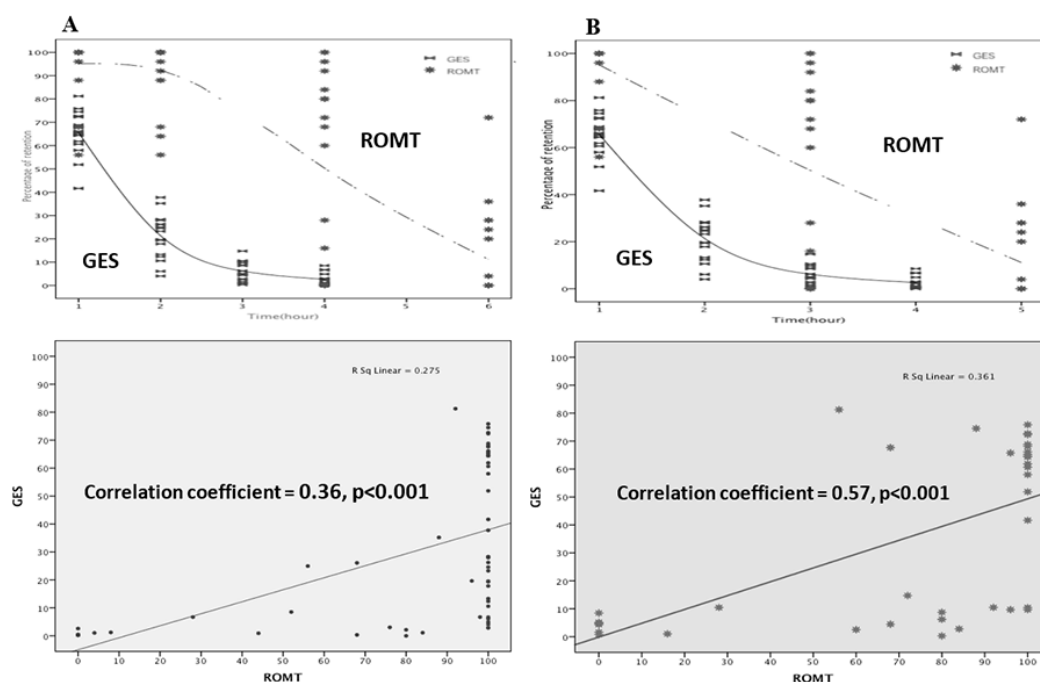 A
GES
ROMT
100
90
80
70
60
50
40
30
20
10
0
Percentage of retention
ROMT
GES
1 2 3 4 5 6
Time(hour)
B
GES
ROMT
100
90
80
70
60
50
40
30
20
10
0
Percentage of retention
ROMT
GES
1 2 3 4 5
Time(hour)
R Sq Linear = 0.275
100
90
80
70
60
50
40
30
20
10
0
GES
Correlation coefficient = 0.36, p<0.001
0 10 20 30 40 50 60 70 80 90 100
ROMT
R Sq Linear = 0.361
100
90
80
70
60
50
40
30
20
10
0
GES
Correlation coefficient = 0.57, p<0.001
0 10 20 30 40 50 60 70 80 90 100
ROMT